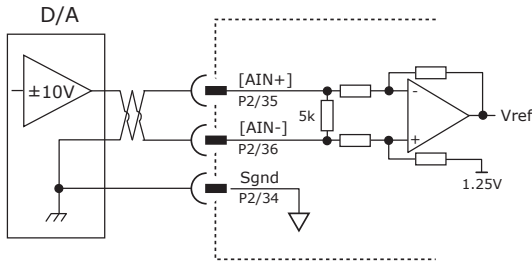 D/A
±10V
[AIN+]
P2/35
5k
[AIN-]
P2/36
Sgnd
P2/34
-
+
Vref
1.25V